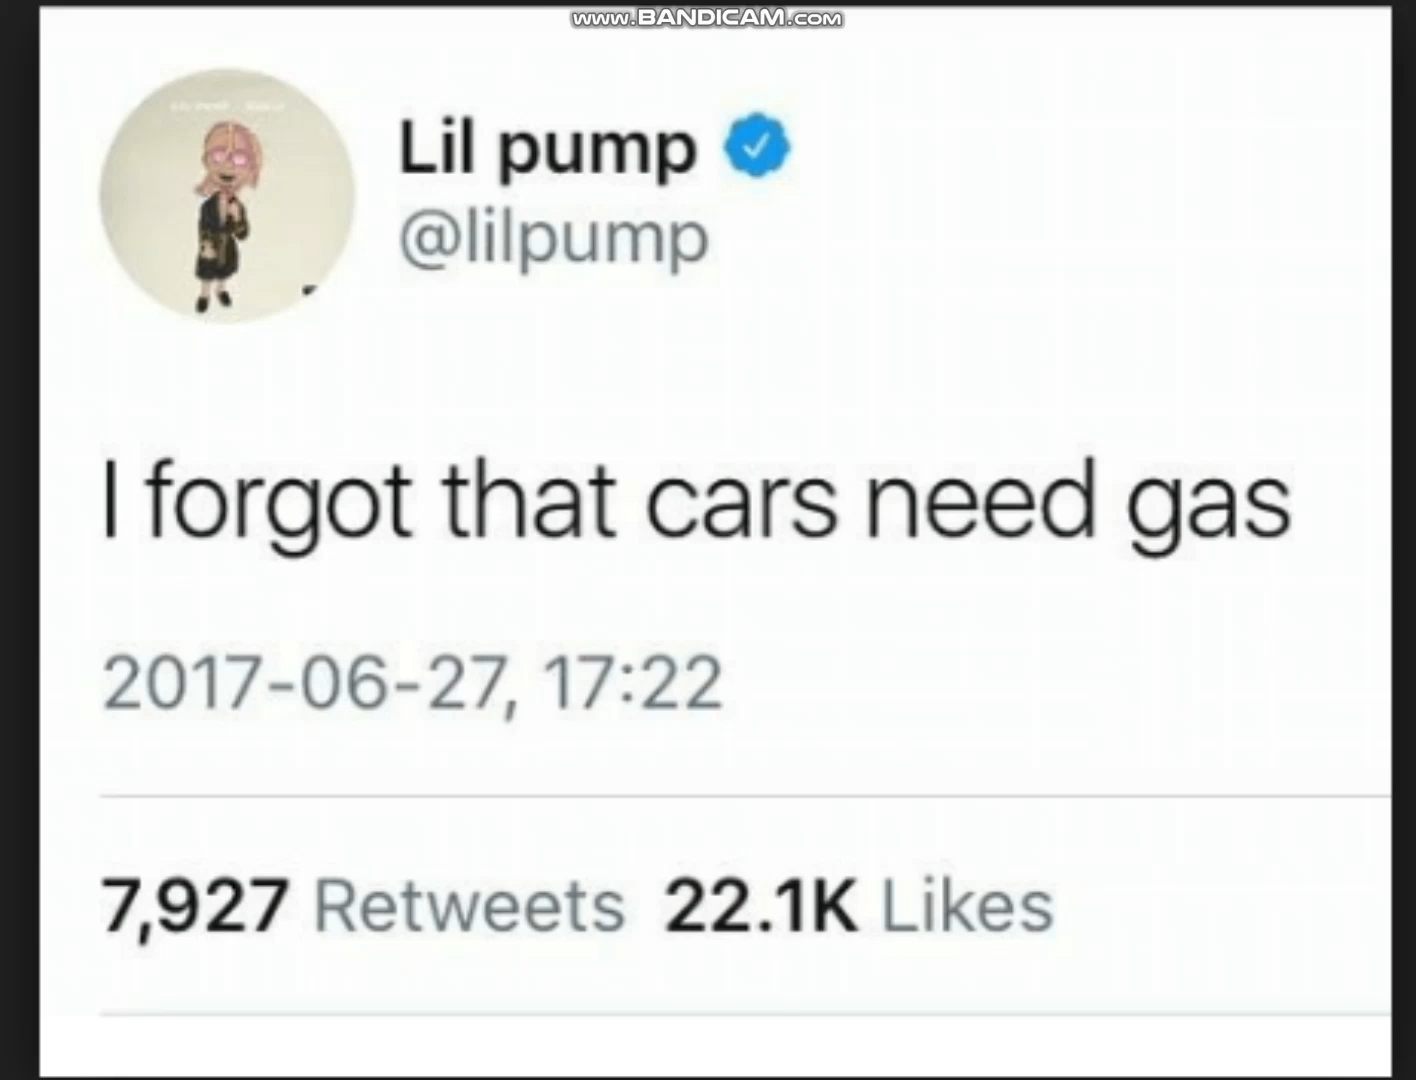 www.BANDICAM.com
Lil pump
@lilpump
I forgot that cars need gas
2017-06-27, 17:22
7,927 Retweets 22.1K Likes